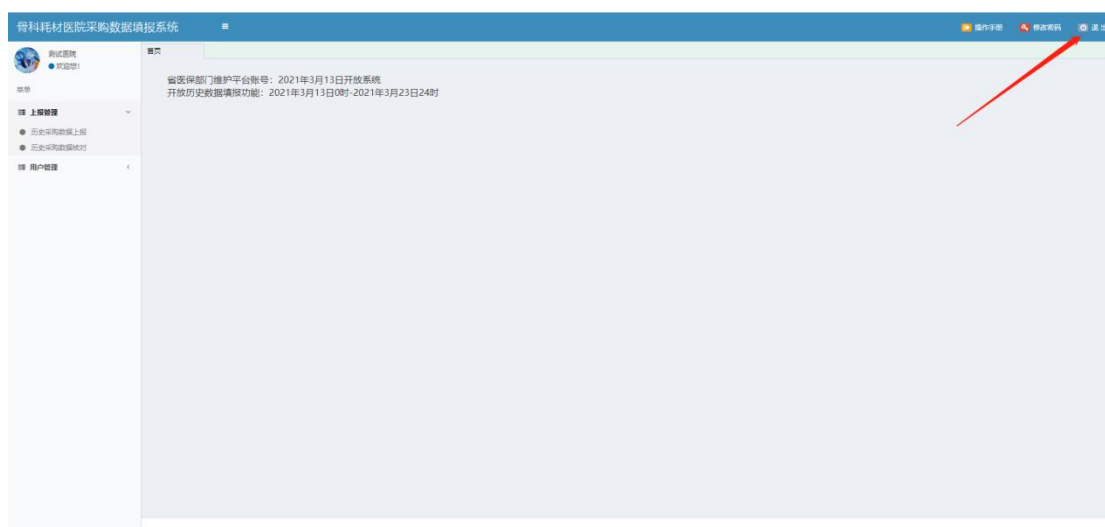 骨科耗材医院采购数据填报系统
操作手册
修改密码
退出
测试医院
欢迎您！
菜单
首页
省医保部门维护平台账号：2021年3月13日开放系统
开放历史数据填报功能：2021年3月13日0时-2021年3月23日24时
上报管理
历史采购数据上报
历史采购数据核对
用户管理